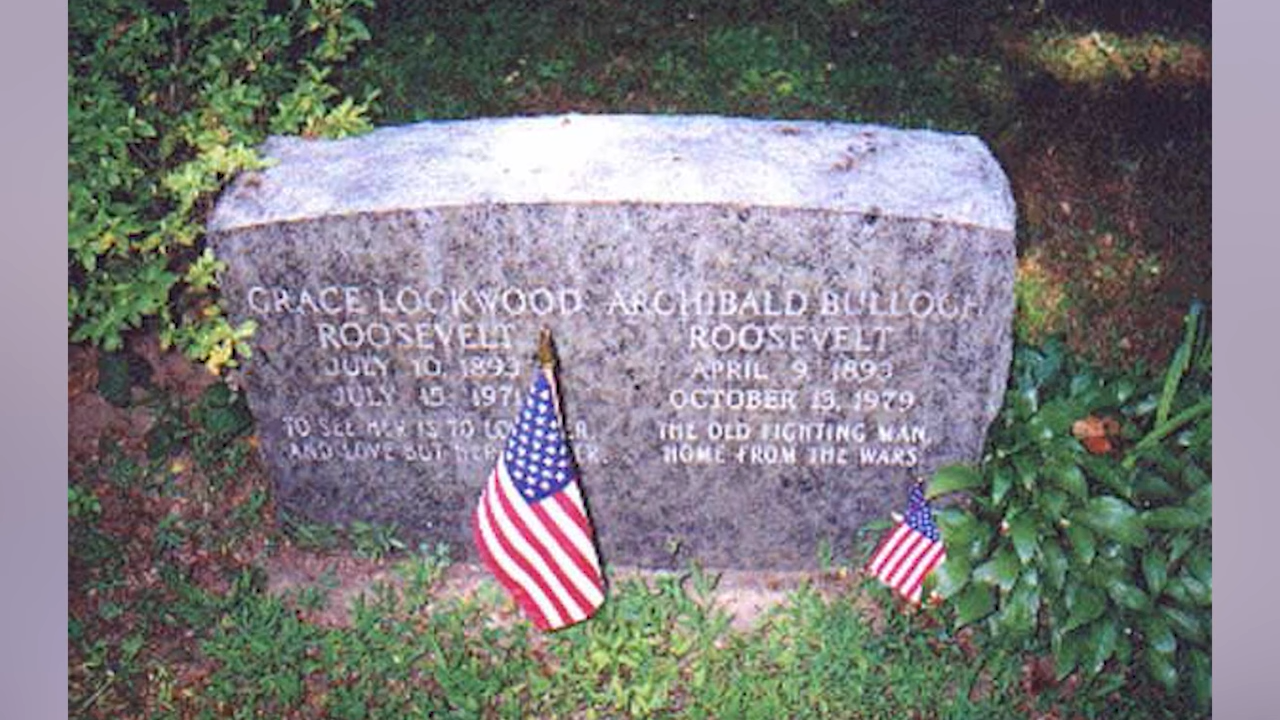 GRACE LOCKWOOD
ROOSEVELT
JULY 10, 1893
JULY 15, 
TO SEE HER IS TO
AND LOVE BUT HER
ARCHIBALD BULLOCH
ROOSEVELT
APRIL 9, 1893
OCTOBER 13, 1979
THE OLD FIGHTING MAN,
HOME FROM THE WARS